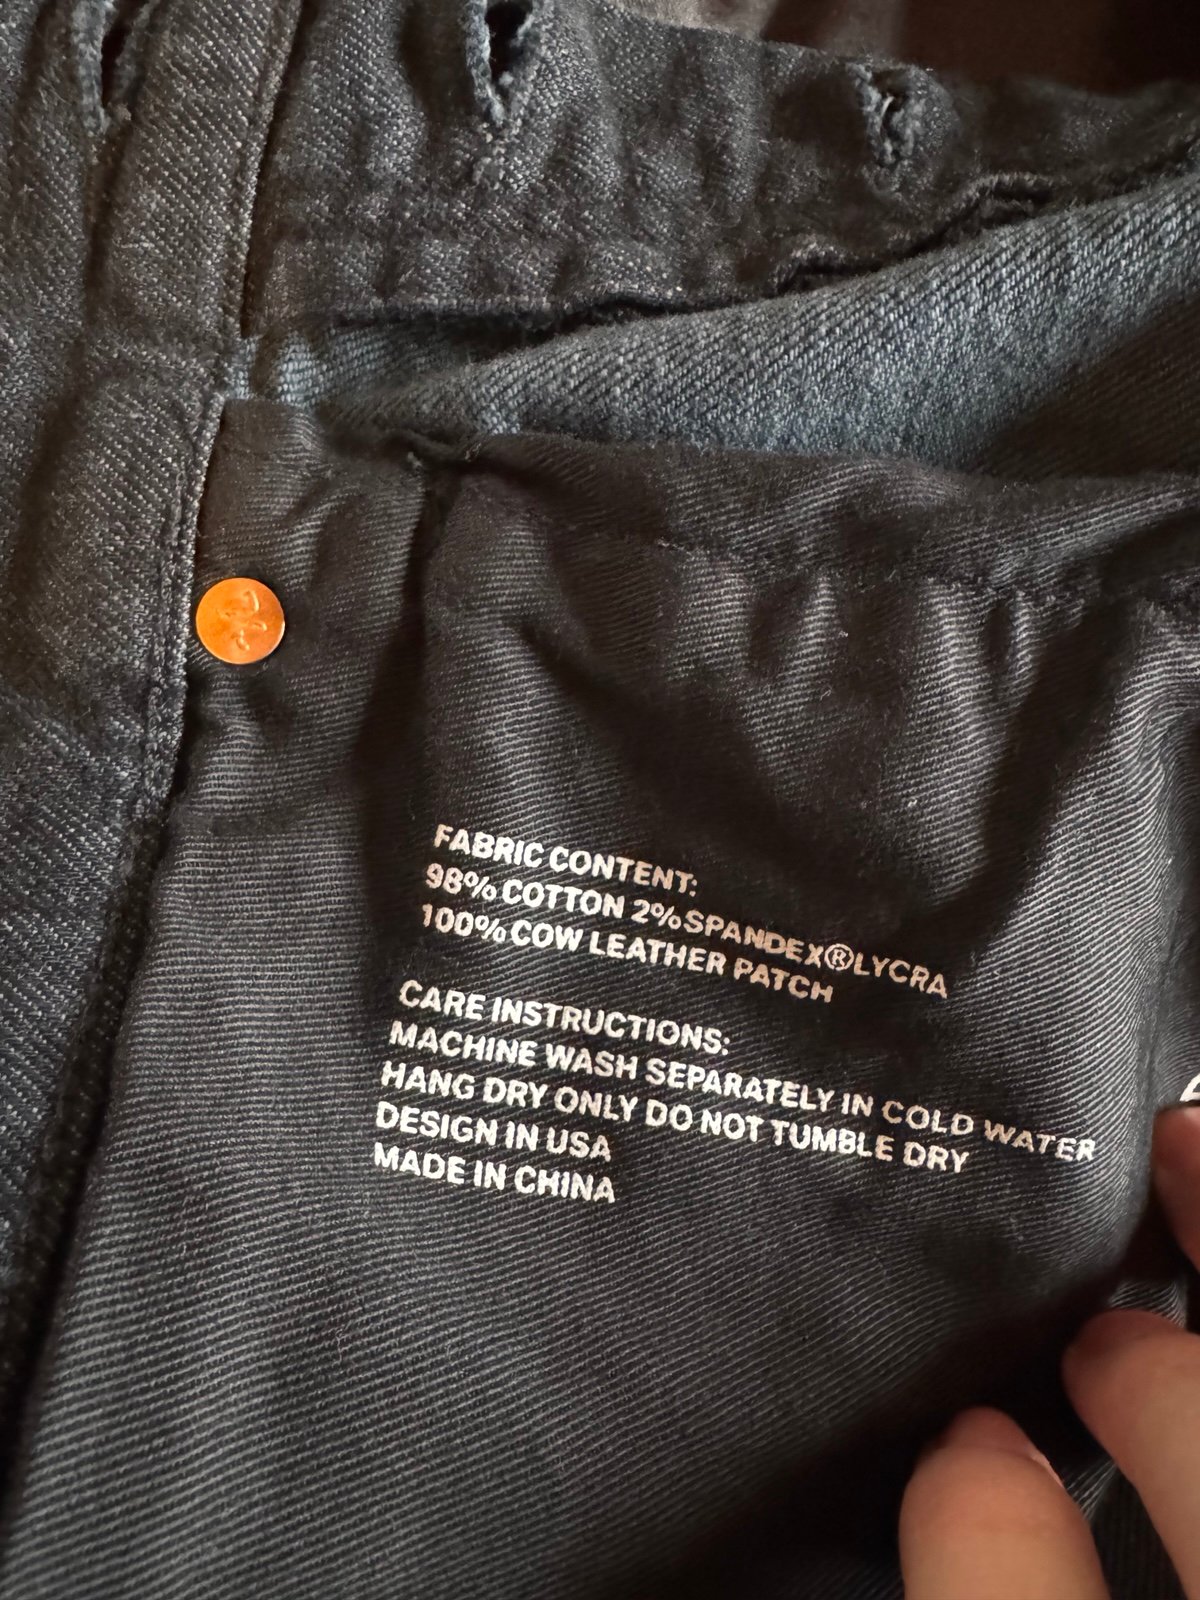 FABRIC CONTENT:
98% COTTON 2% SPANDEX®LYCRA
100% COW LEATHER PATCH
CARE INSTRUCTIONS:
MACHINE WASH SEPARATELY IN COLD WATER
HANG DRY ONLY DO NOT TUMBLE DRY
DESIGN IN USA
MADE IN CHINA